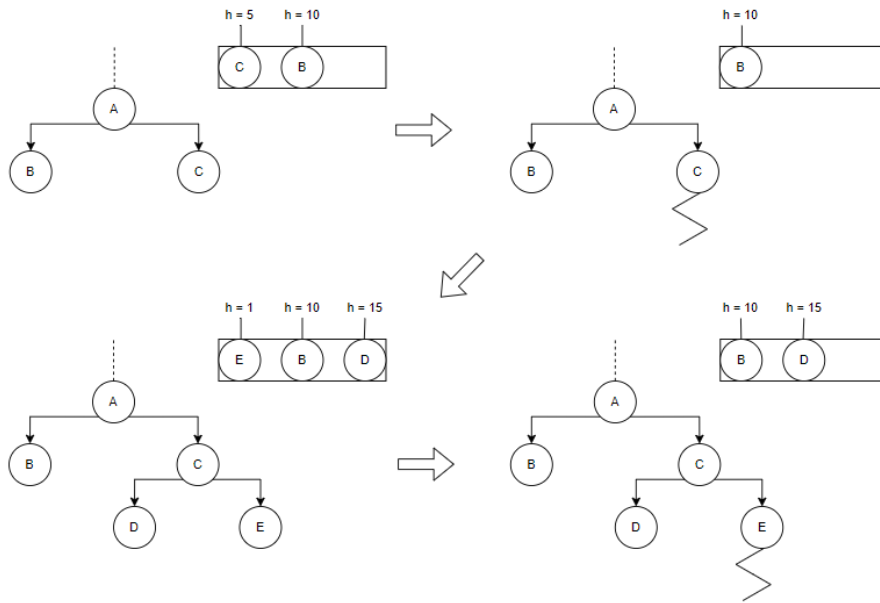 h = 5 h = 10
C B
A
B C
h = 10
B
A
B C
h = 1 h = 10 h = 15
E B D
A
B C
D E
h = 10 h = 15
B D
A
B C
D E